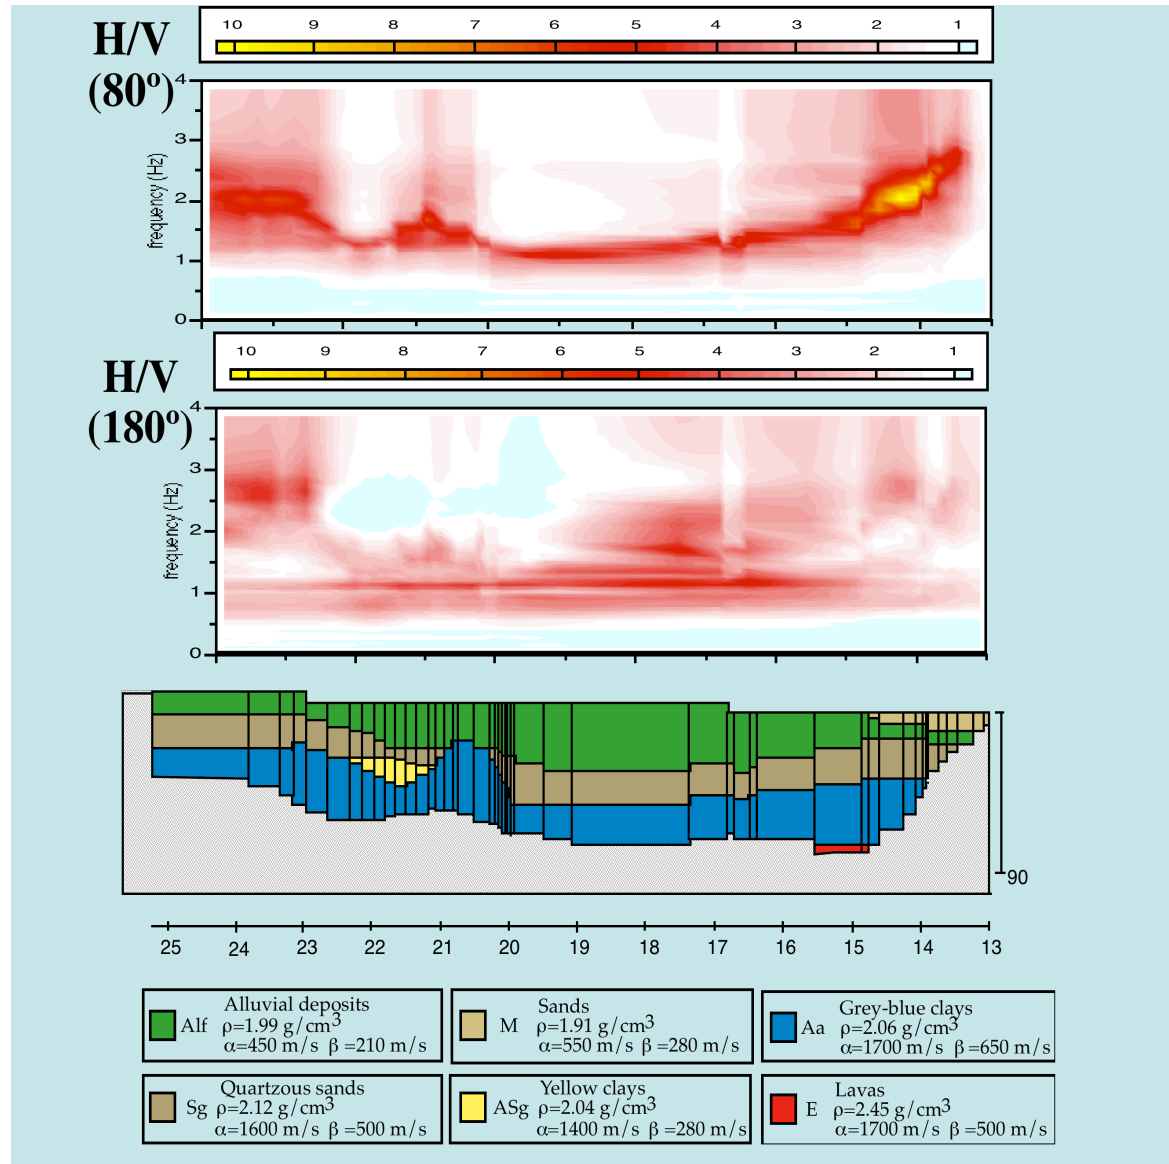 H/V
(80º)
10 9 8 7 6 5 4 3 2 1
4
3
2
1
0
frequency (Hz)
H/V
(180º)
10 9 8 7 6 5 4 3 2 1
4
3
2
1
0
frequency (Hz)
90
25 24 23 22 21 20 19 18 17 16 15 14 13
Alluvial deposits
Alf ρ=1.99 g/cm3
α=450 m/s β =210 m/s
Sands
M ρ=1.91 g/cm3
α=550 m/s β =280 m/s
Grey-blue clays
Aa ρ=2.06 g/cm3
α=1700 m/s β =650 m/s
Quartzous sands
Sg ρ=2.12 g/cm3
α=1600 m/s β =500 m/s
Yellow clays
ASg ρ=2.04 g/cm3
α=1400 m/s β =280 m/s
Lavas
E ρ=2.45 g/cm3
α=1700 m/s β =500 m/s